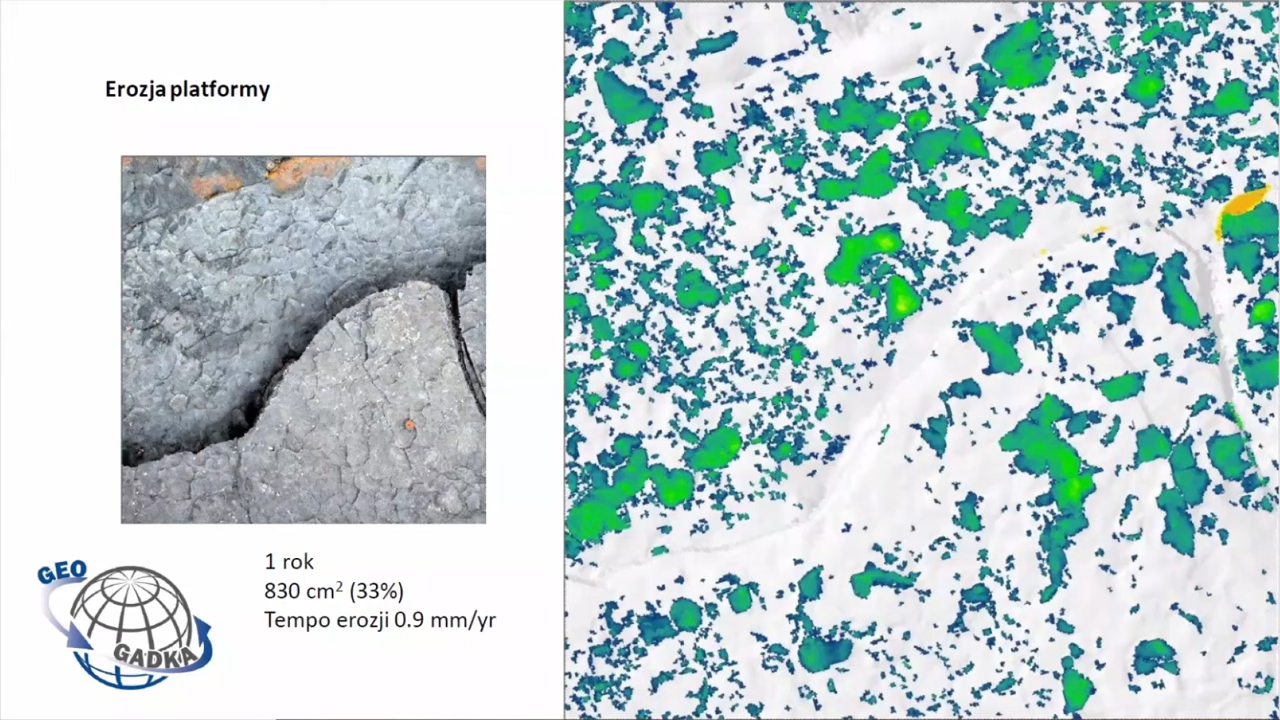 Erozja platformy
1 rok
830 cm² (33%)
Tempo erozji 0.9 mm/yr
GEO
GADKA